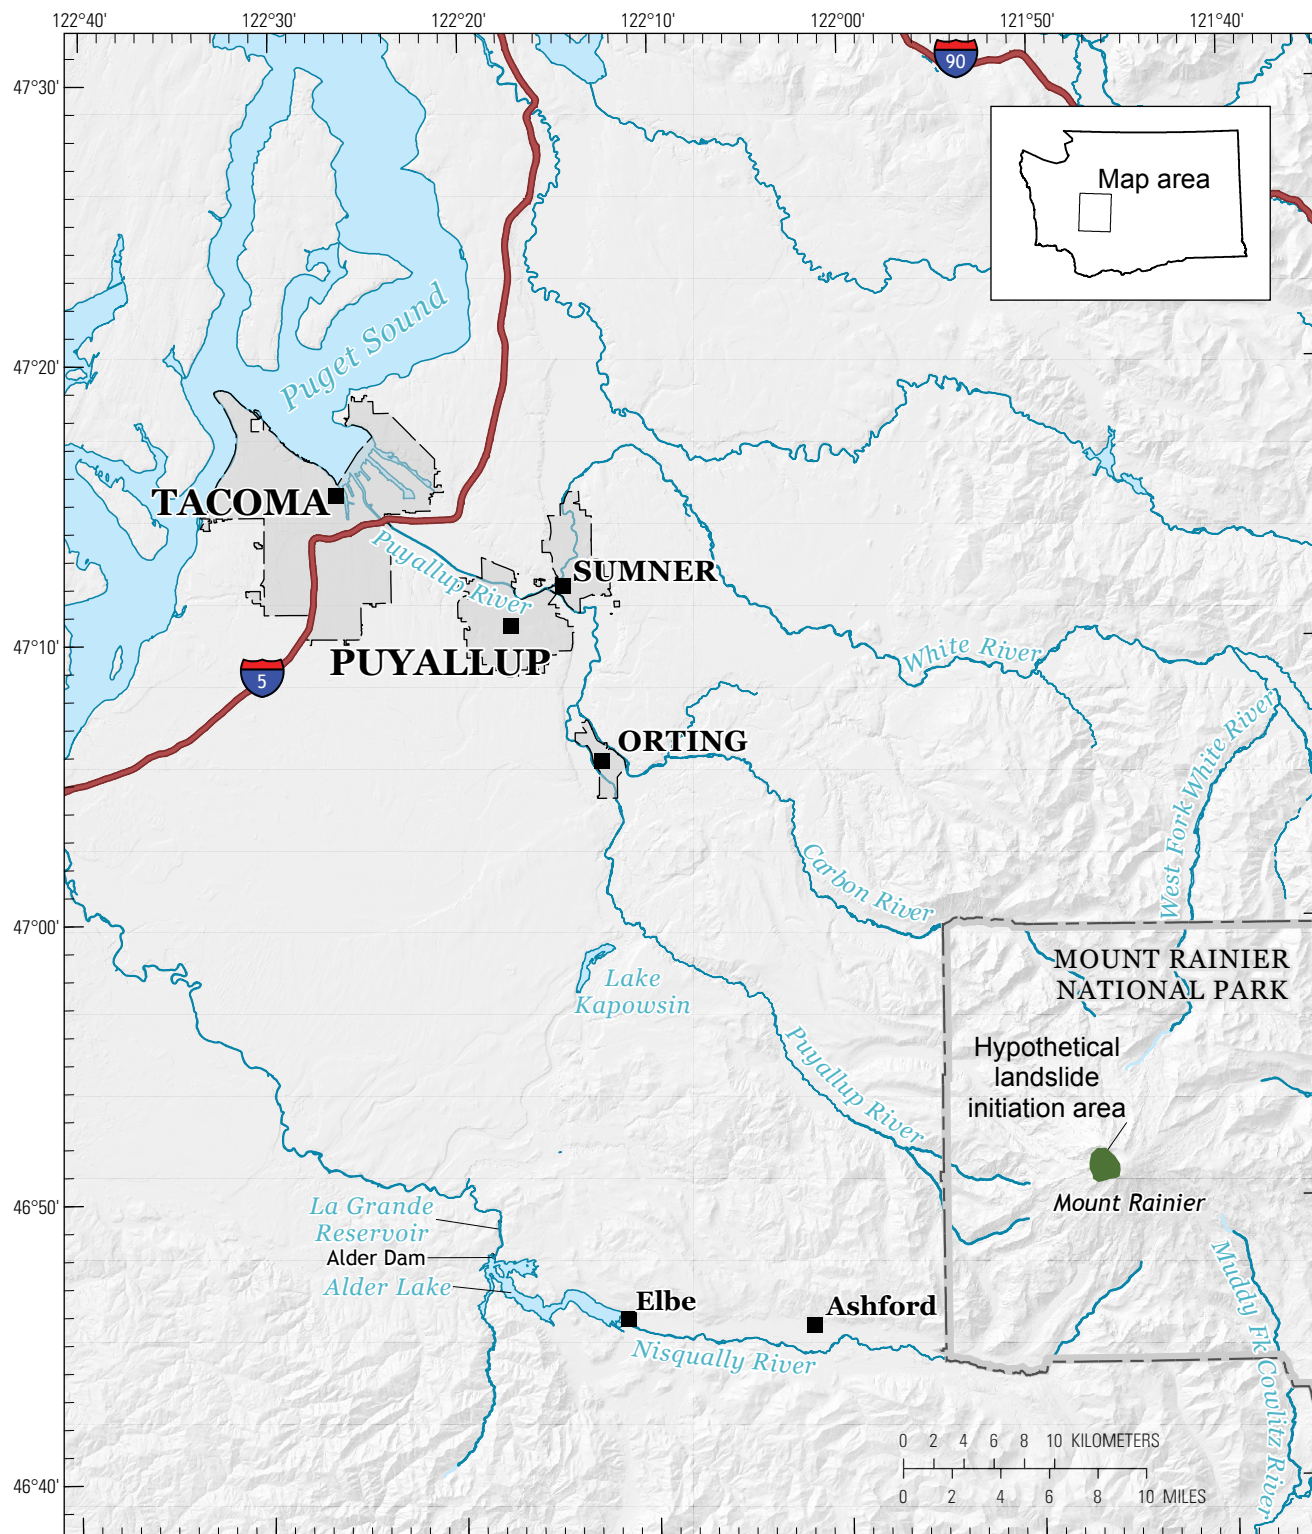 122°40' 122°30' 122°20' 122°10' 122°00' 121°50' 121°40'
47°30'
90
Map area
Puget Sound
47°20'
TACOMA
Puyallup River
SUMNER
47°10'
PUYALLUP
White River
5
West Fork White River
ORTING
Carbon River
47°00'
MOUNT RAINIER
NATIONAL PARK
Lake
Kapowsin
Hypothetical
landslide
initiation area
Puyallup River
46°50'
Mount Rainier
La Grande
Reservoir
Alder Dam
Alder Lake
Muddy Fk Cowlitz River
Elbe
Ashford
Nisqually River
0 2 4 6 8 10 KILOMETERS
46°40'
0 2 4 6 8 10 MILES